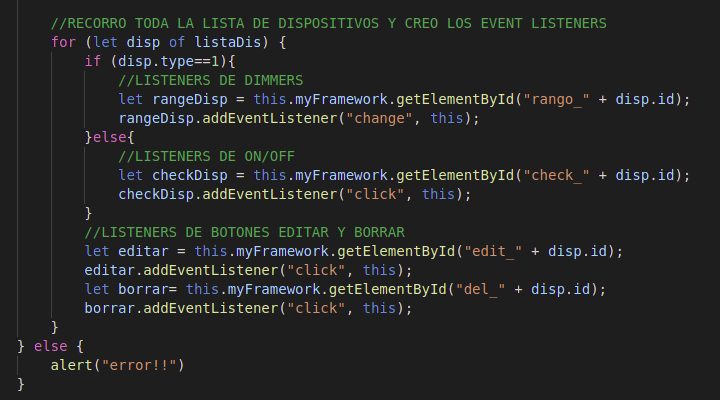 //RECORRO TODA LA LISTA DE DISPOSITIVOS Y CREO LOS EVENT LISTENERS
for (let disp of listaDis) {
if (disp.type==1){
//LISTENERS DE DIMMERS
let rangeDisp = this.myFramework.getElementById("rango_" + disp.id);
rangeDisp.addEventListener("change", this);
}else{
//LISTENERS DE ON/OFF
let checkDisp = this.myFramework.getElementById("check_" + disp.id);
checkDisp.addEventListener("click", this);
}
//LISTENERS DE BOTONES EDITAR Y BORRAR
let editar = this.myFramework.getElementById("edit_" + disp.id);
editar.addEventListener("click", this);
let borrar= this.myFramework.getElementById("del_" + disp.id);
borrar.addEventListener("click", this);
}
} else {
alert("error!!")
}